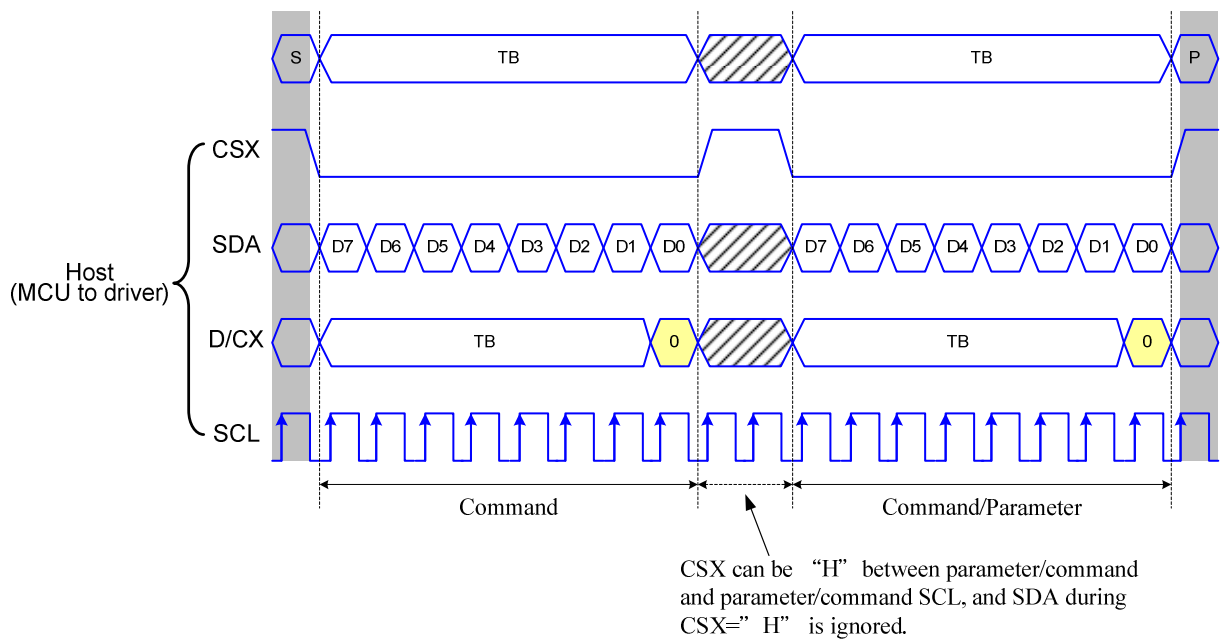 S TB TB P
CSX
SDA D7 D6 D5 D4 D3 D2 D1 D0 D7 D6 D5 D4 D3 D2 D1 D0
Host
(MCU to driver)
D/CX TB 0 TB 0
SCL
Command Command/Parameter
CSX can be “H” between parameter/command
and parameter/command SCL, and SDA during
CSX=”H” is ignored.